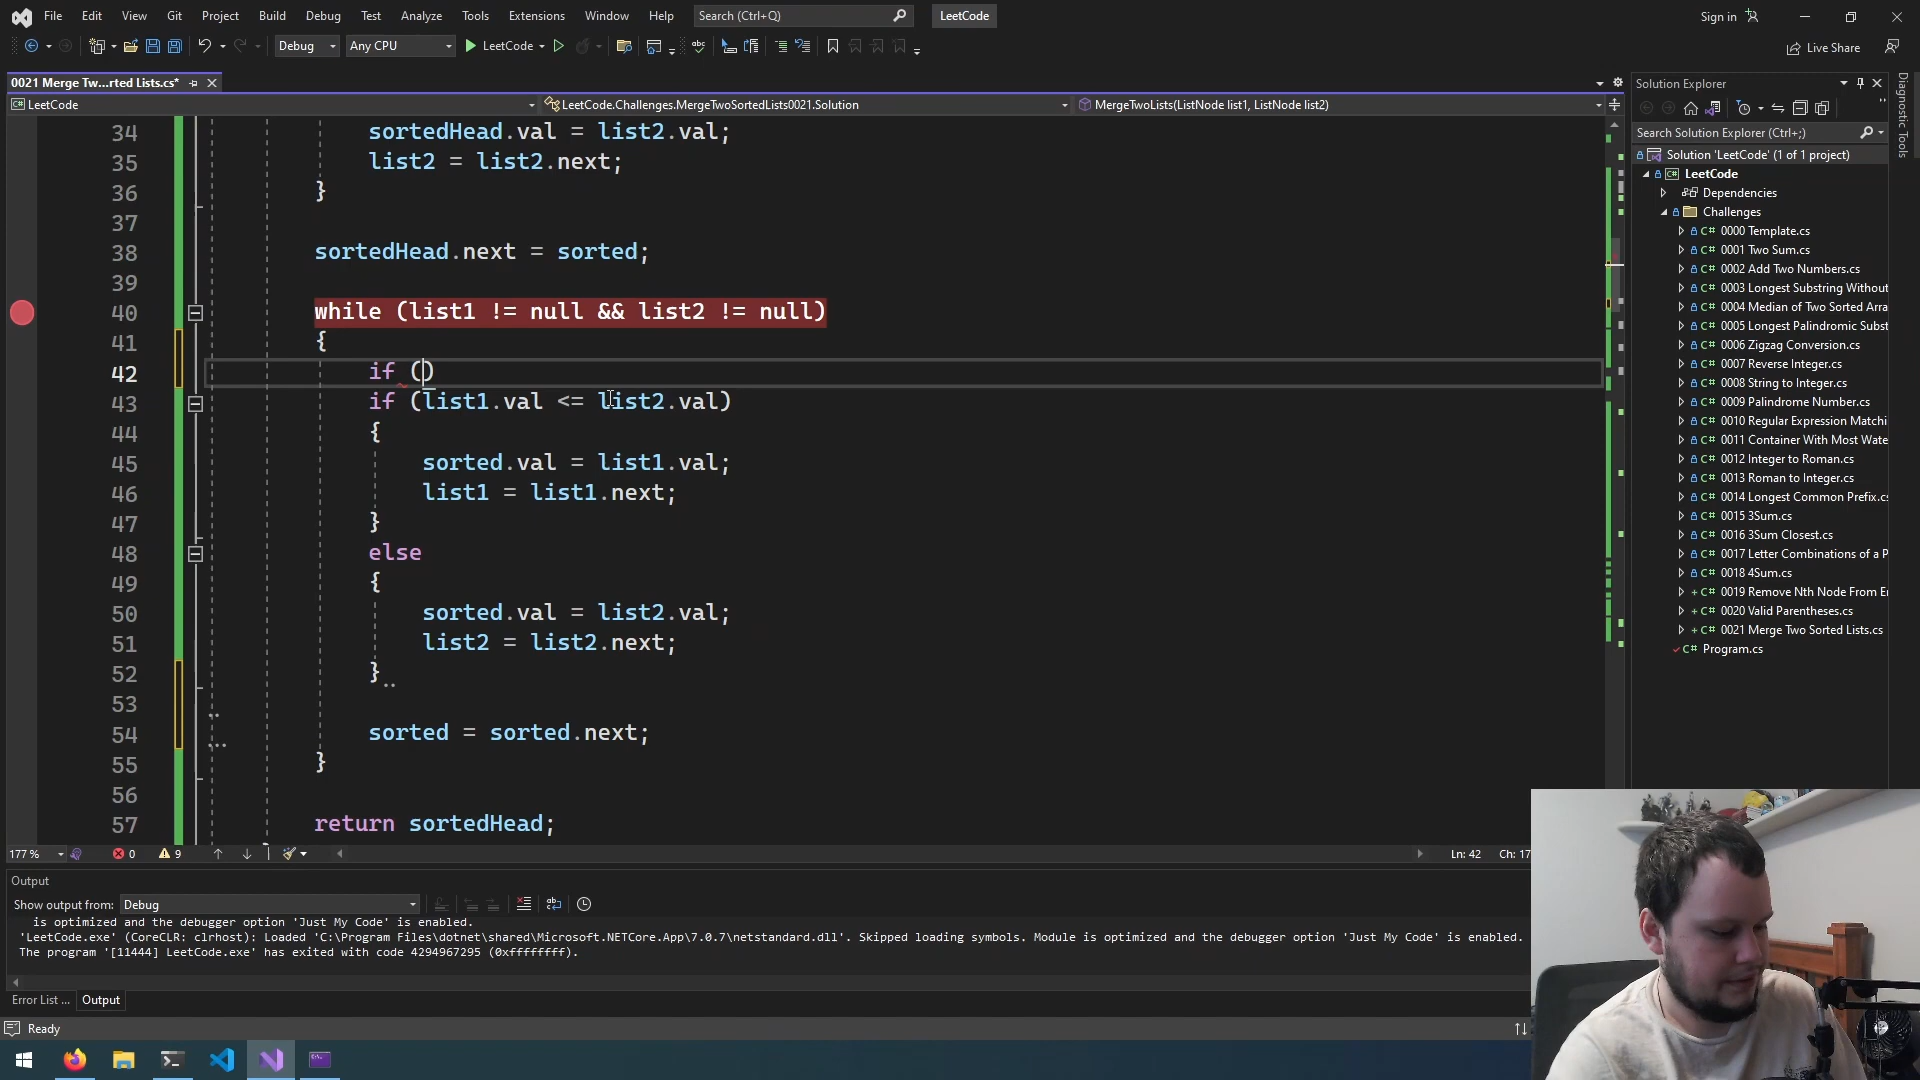 File Edit View Git Project Build Debug Test Analyze Tools Extensions Window Help Search (Ctrl+Q) LeetCode Sign in
Debug Any CPU LeetCode Live Share
0021 Merge Tw...rted Lists.cs*
LeetCode LeetCode.Challenges.MergeTwoSortedLists0021.Solution MergeTwoLists(ListNode list1, ListNode list2)
34 sortedHead.val = list2.val;
35 list2 = list2.next;
36 }
37
38 sortedHead.next = sorted;
39
40 while (list1 != null && list2 != null)
41 {
42 if ()
43 if (list1.val <= list2.val)
44 {
45 sorted.val = list1.val;
46 list1 = list1.next;
47 }
48 else
49 {
50 sorted.val = list2.val;
51 list2 = list2.next;
52 }
53
54 sorted = sorted.next;
55 }
56
57 return sortedHead;
177 % 0 9 Ln: 42 Ch: 17
Output
Show output from: Debug
is optimized and the debugger option 'Just My Code' is enabled.
'LeetCode.exe' (CoreCLR: clrhost): Loaded 'C:\Program Files\dotnet\shared\Microsoft.NETCore.App\7.0.7\netstandard.dll'. Skipped loading symbols. Module is optimized and the debugger option 'Just My Code' is enabled.
The program '[11444] LeetCode.exe' has exited with code 4294967295 (0xffffffff).
Error List ... Output
Ready
Solution Explorer
Search Solution Explorer (Ctrl+;)
Solution 'LeetCode' (1 of 1 project)
C# LeetCode
Dependencies
Challenges
C# 0000 Template.cs
C# 0001 Two Sum.cs
C# 0002 Add Two Numbers.cs
C# 0003 Longest Substring Without
C# 0004 Median of Two Sorted Arra
C# 0005 Longest Palindromic Subst
C# 0006 Zigzag Conversion.cs
C# 0007 Reverse Integer.cs
C# 0008 String to Integer.cs
C# 0009 Palindrome Number.cs
C# 0010 Regular Expression Matchi
C# 0011 Container With Most Wate
C# 0012 Integer to Roman.cs
C# 0013 Roman to Integer.cs
C# 0014 Longest Common Prefix.cs
C# 0015 3Sum.cs
C# 0016 3Sum Closest.cs
C# 0017 Letter Combinations of a P
C# 0018 4Sum.cs
+ C# 0019 Remove Nth Node From E
+ C# 0020 Valid Parentheses.cs
+ C# 0021 Merge Two Sorted Lists.cs
C# Program.cs
Diagnostic Tools